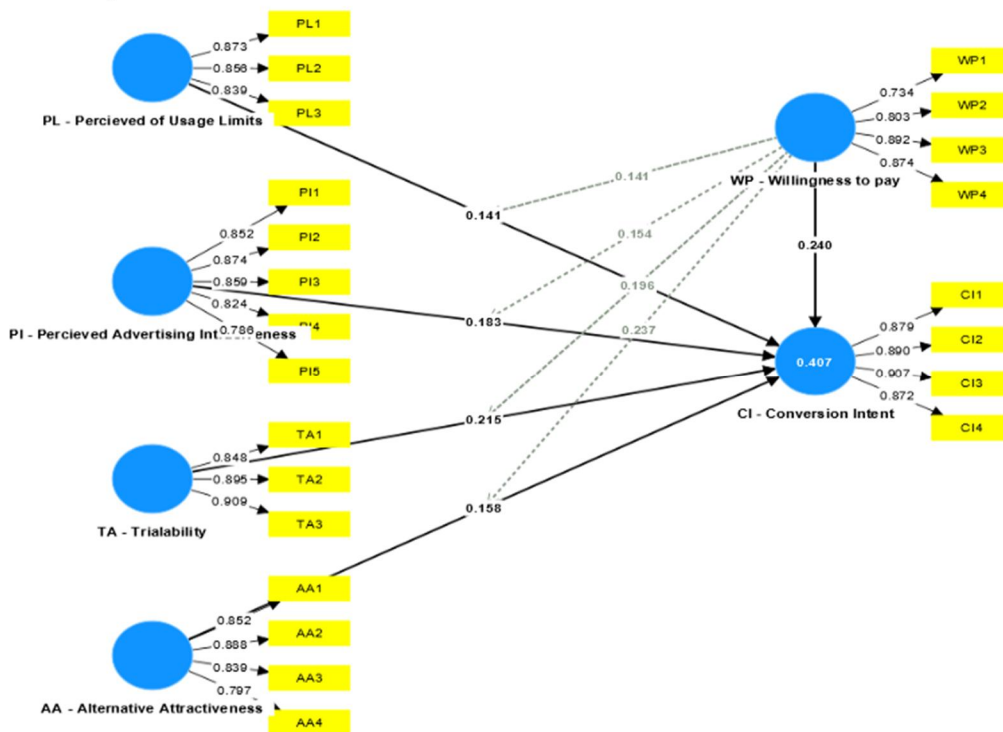 PL1
0.873
PL2
0.856
0.839
PL3
PL - Percieved of Usage Limits
WP1
0.734
WP2
0.803
0.892
WP3
0.874
WP - Willingness to pay
WP4
0.141
0.141
PI1
0.852
PI2
0.874
0.859
PI3
0.824
PI4
0.786
PI - Percieved Advertising Int eness
PI5
0.154
0.183
0.196
0.237
0.240
CI1
0.879
CI2
0.890
0.407
0.907
CI3
0.872
CI - Conversion Intent
CI4
TA1
0.848
0.895
TA2
0.909
TA3
TA - Trialability
0.215
0.158
AA1
0.852
AA2
0.888
0.839
AA3
0.797
AA - Alternative Attractiveness
AA4